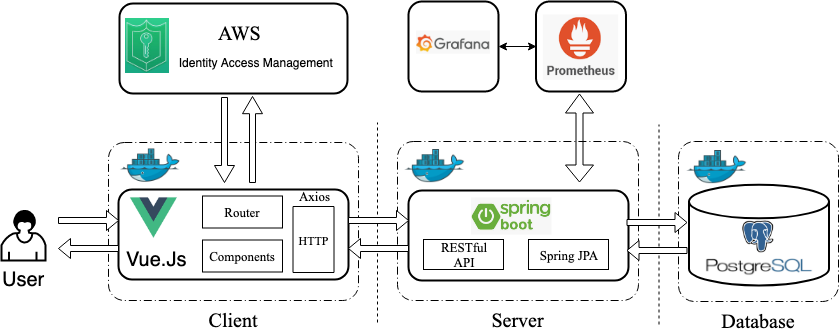 AWS
Identity Access Management
Grafana
Prometheus
User
Vue.Js
Router
Components
Axios
HTTP
spring
boot
RESTful
API
Spring JPA
PostgreSQL
Client
Server
Database